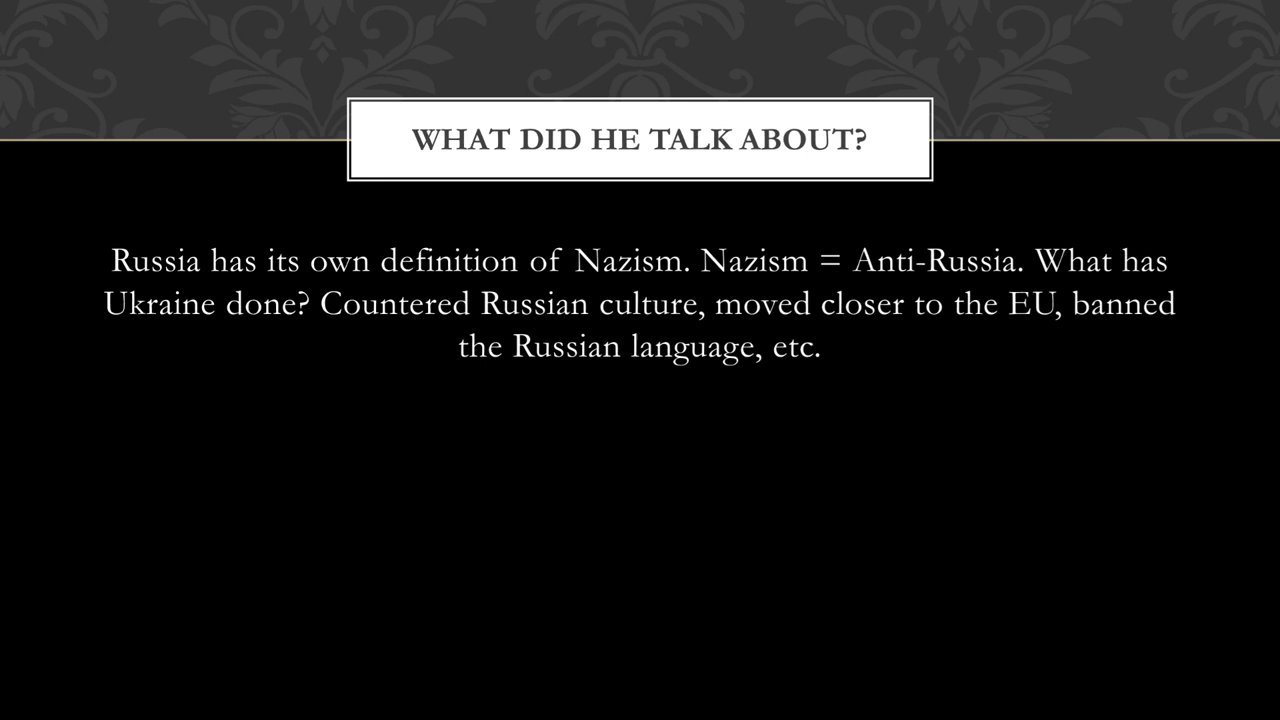 WHAT DID HE TALK ABOUT?
Russia has its own definition of Nazism. Nazism = Anti-Russia. What has
Ukraine done? Countered Russian culture, moved closer to the EU, banned
the Russian language, etc.